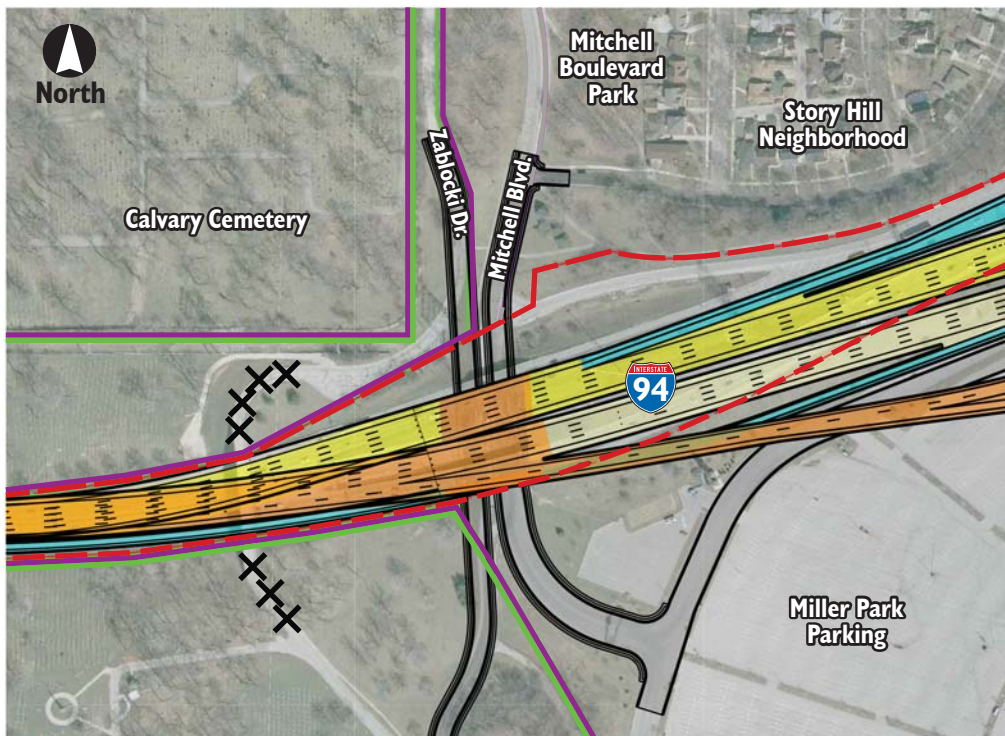 North
Mitchell
Boulevard
Park
Story Hill
Neighborhood
Zablocki Dr.
Mitchell Blvd.
Calvary Cemetery
INTERSTATE
94
Miller Park
Parking